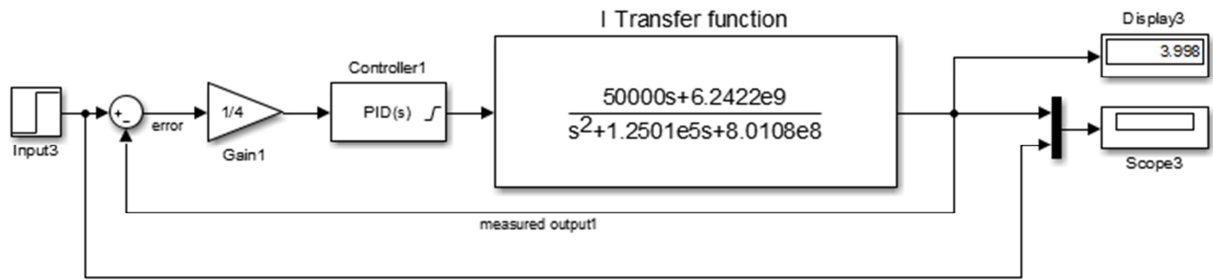 I Transfer function
Display3
3.998
Controller1
50000s+6.2422e9
s²+1.2501e5s+8.0108e8
+
-
1/4
PID(s)
error
Input3
Gain1
Scope3
measured output1